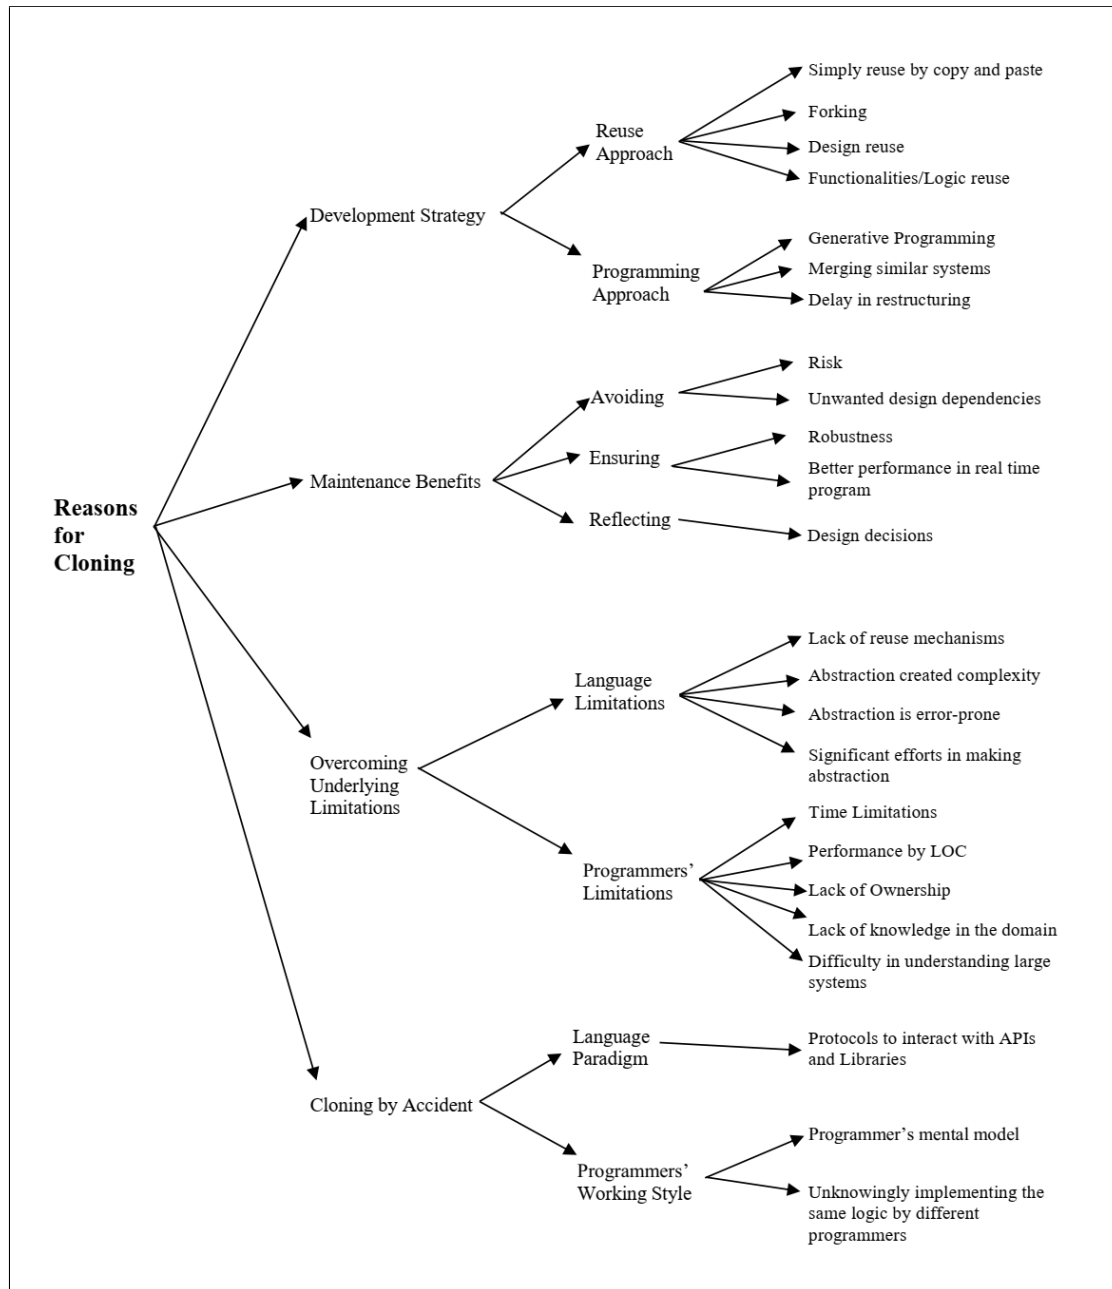 Reasons
for
Cloning
Development Strategy
Reuse
Approach
Simply reuse by copy and paste
Forking
Design reuse
Functionalities/Logic reuse
Programming
Approach
Generative Programming
Merging similar systems
Delay in restructuring
Maintenance Benefits
Avoiding
Risk
Unwanted design dependencies
Ensuring
Robustness
Better performance in real time
program
Reflecting
Design decisions
Overcoming
Underlying
Limitations
Language
Limitations
Lack of reuse mechanisms
Abstraction created complexity
Abstraction is error-prone
Significant efforts in making
abstraction
Programmers’
Limitations
Time Limitations
Performance by LOC
Lack of Ownership
Lack of knowledge in the domain
Difficulty in understanding large
systems
Cloning by Accident
Language
Paradigm
Protocols to interact with APIs
and Libraries
Programmers’
Working Style
Programmer’s mental model
Unknowingly implementing the
same logic by different
programmers